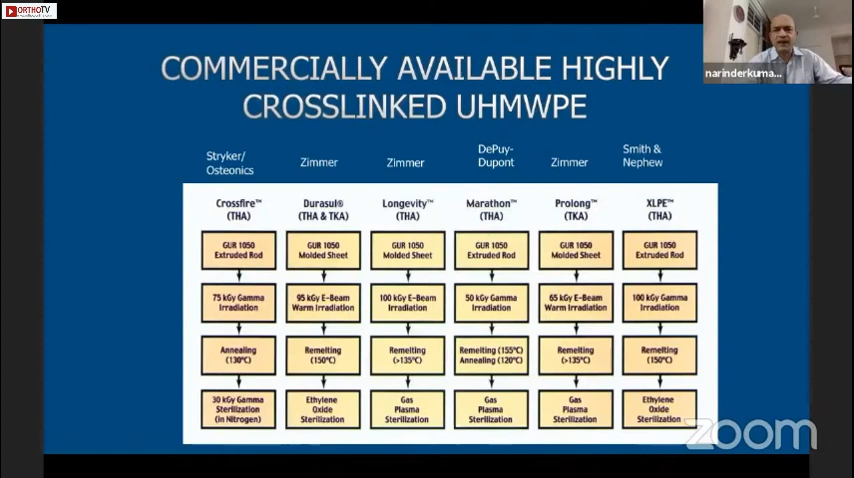 ORTHOTV
narinderkuma...
COMMERCIALLY AVAILABLE HIGHLY
CROSSLINKED UHMWPE
Stryker/
Osteonics
Zimmer
Zimmer
DePuy-
Dupont
Zimmer
Smith &
Nephew
Crossfire™
(THA)
Durasul®
(THA & TKA)
Longevity™
(THA)
Marathon™
(THA)
Prolong™
(TKA)
XLPE™
(THA)
GUR 1050
Extruded Rod
GUR 1050
Molded Sheet
GUR 1050
Molded Sheet
GUR 1050
Extruded Rod
GUR 1050
Molded Sheet
GUR 1050
Extruded Rod
75 kGy Gamma
Irradiation
95 kGy E-Beam
Warm Irradiation
100 kGy E-Beam
Irradiation
50 kGy Gamma
Irradiation
65 kGy E-Beam
Warm Irradiation
100 kGy Gamma
Irradiation
Annealing
(130°C)
Remelting
(150°C)
Remelting
(>135°C)
Remelting (155°C)
Annealing (120°C)
Remelting
(>135°C)
Remelting
(150°C)
30 kGy Gamma
Sterilization
(in Nitrogen)
Ethylene
Oxide
Sterilization
Gas
Plasma
Sterilization
Gas
Plasma
Sterilization
Gas
Plasma
Sterilization
Ethylene
Oxide
Sterilization
zoom